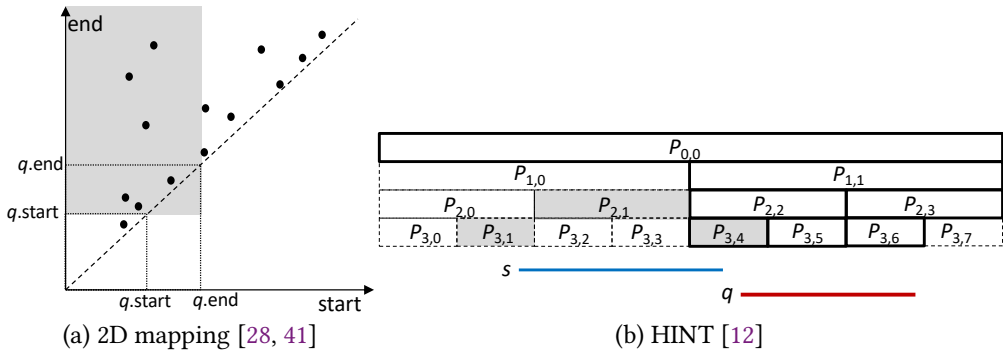 end
q.end
q.start
q.start q.end start
(a) 2D mapping [28, 41]
P0,0
P1,0 P1,1
P2,0 P2,1 P2,2 P2,3
P3,0 P3,1 P3,2 P3,3 P3,4 P3,5 P3,6 P3,7
s
q
(b) HINT [12]